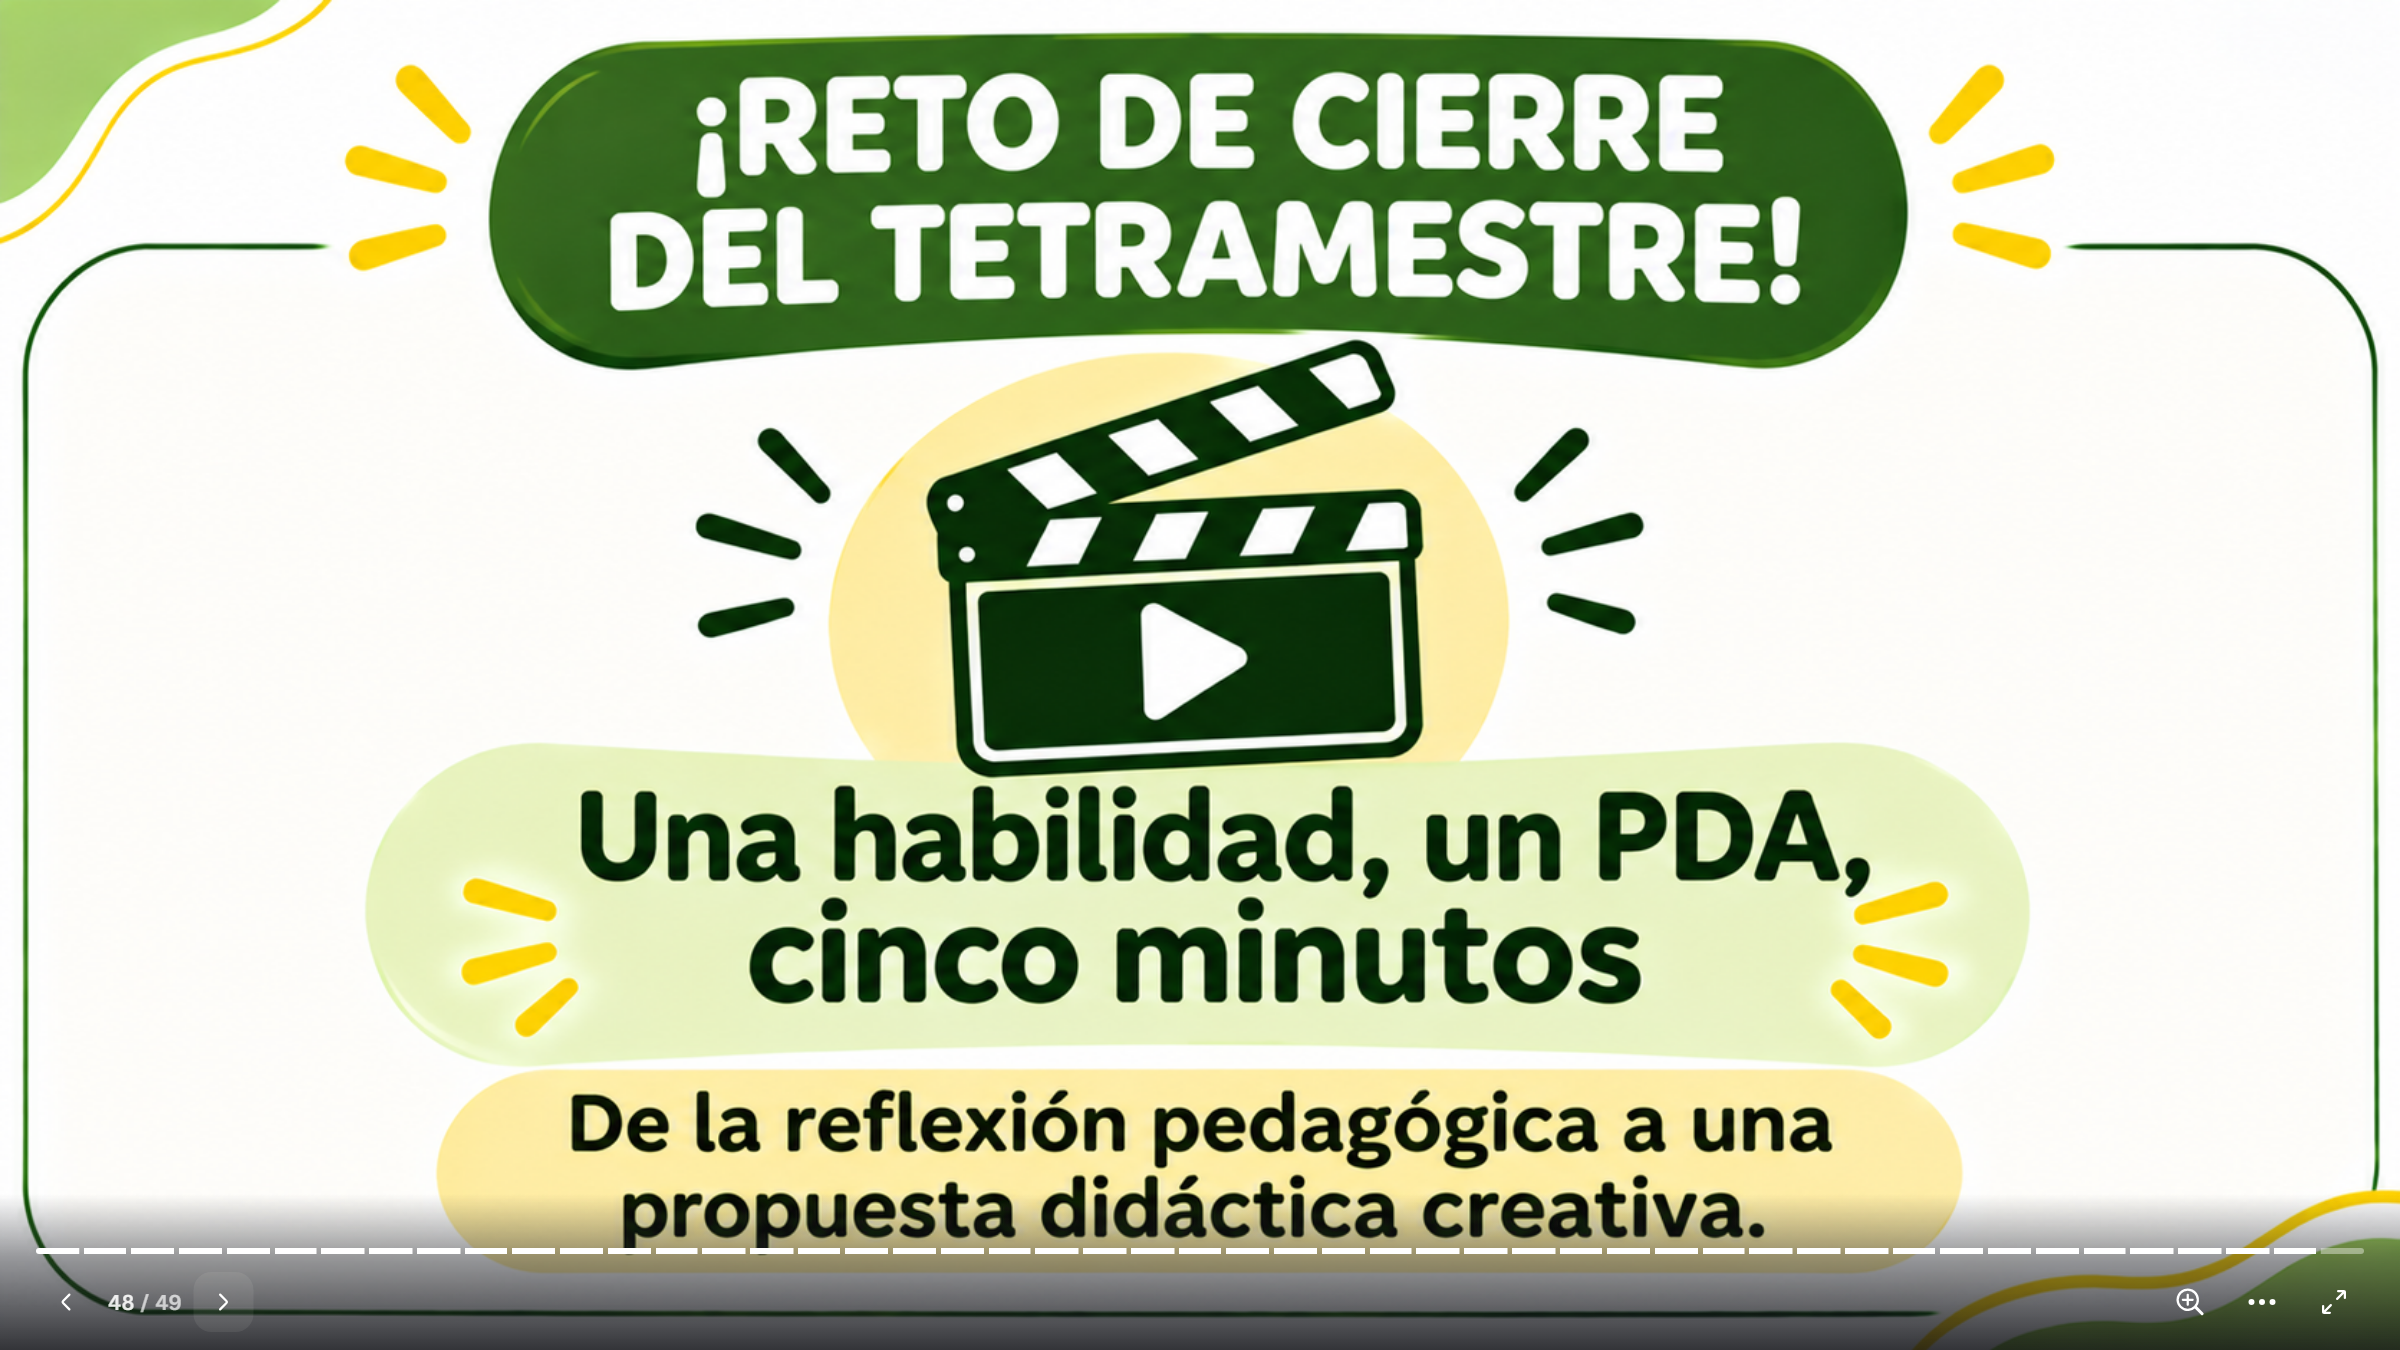 ¡RETO DE CIERRE
DEL TETRAMESTRE!
Una habilidad, un PDA,
cinco minutos
De la reflexión pedagógica a una
propuesta didáctica creativa.
48 / 49